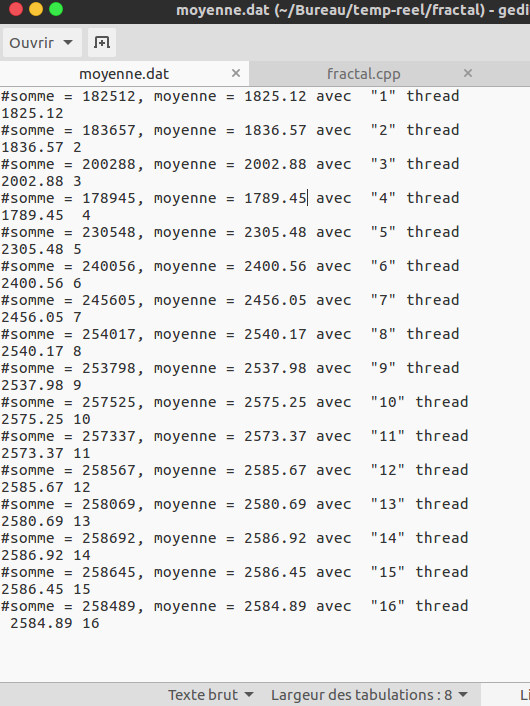 moyenne.dat (~/Bureau/temp-reel/fractal) - gedi
Ouvrir
moyenne.dat × fractal.cpp ×
#somme = 182512, moyenne = 1825.12 avec  "1" thread
1825.12
#somme = 183657, moyenne = 1836.57 avec  "2" thread
1836.57 2
#somme = 200288, moyenne = 2002.88 avec  "3" thread
2002.88 3
#somme = 178945, moyenne = 1789.45 avec  "4" thread
1789.45  4
#somme = 230548, moyenne = 2305.48 avec  "5" thread
2305.48 5
#somme = 240056, moyenne = 2400.56 avec  "6" thread
2400.56 6
#somme = 245605, moyenne = 2456.05 avec  "7" thread
2456.05 7
#somme = 254017, moyenne = 2540.17 avec  "8" thread
2540.17 8
#somme = 253798, moyenne = 2537.98 avec  "9" thread
2537.98 9
#somme = 257525, moyenne = 2575.25 avec  "10" thread
2575.25 10
#somme = 257337, moyenne = 2573.37 avec  "11" thread
2573.37 11
#somme = 258567, moyenne = 2585.67 avec  "12" thread
2585.67 12
#somme = 258069, moyenne = 2580.69 avec  "13" thread
2580.69 13
#somme = 258692, moyenne = 2586.92 avec  "14" thread
2586.92 14
#somme = 258645, moyenne = 2586.45 avec  "15" thread
2586.45 15
#somme = 258489, moyenne = 2584.89 avec  "16" thread
 2584.89 16
Texte brut Largeur des tabulations : 8 Li